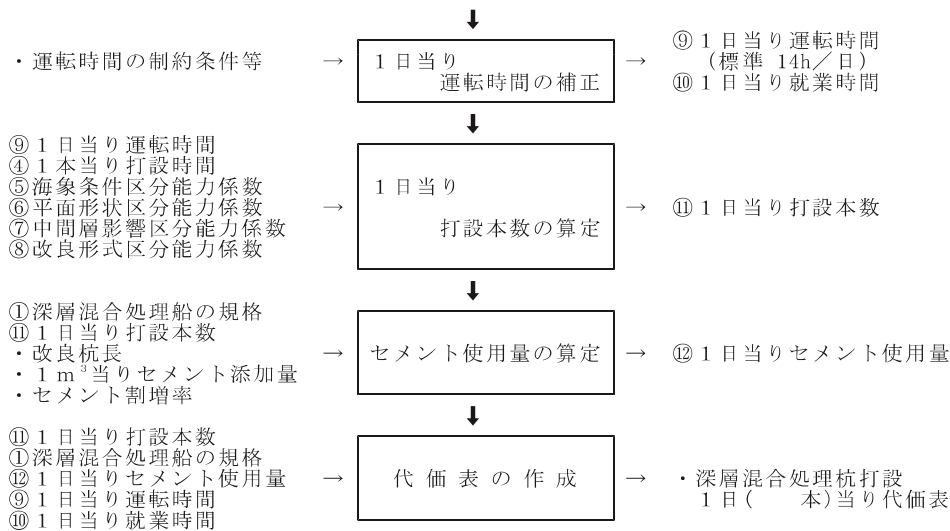 ↓
・運転時間の制約条件等 → １日当り 運転時間の補正 → ⑨１日当り運転時間
(標準 14h／日)
⑩１日当り就業時間
↓
⑨１日当り運転時間
④１本当り打設時間
⑤海象条件区分能力係数
⑥平面形状区分能力係数
⑦中間層影響区分能力係数
⑧改良形式区分能力係数
→
１日当り
打設本数の算定
→ ⑪１日当り打設本数
↓
①深層混合処理船の規格
⑪１日当り打設本数
・改良杭長
・１ｍ³当りセメント添加量
・セメント割増率
→
セメント使用量の算定
→ ⑫１日当りセメント使用量
↓
⑪１日当り打設本数
①深層混合処理船の規格
⑫１日当りセメント使用量
⑨１日当り運転時間
⑩１日当り就業時間
→
代価表の作成
→ ・深層混合処理杭打設
１日(　　本)当り代価表